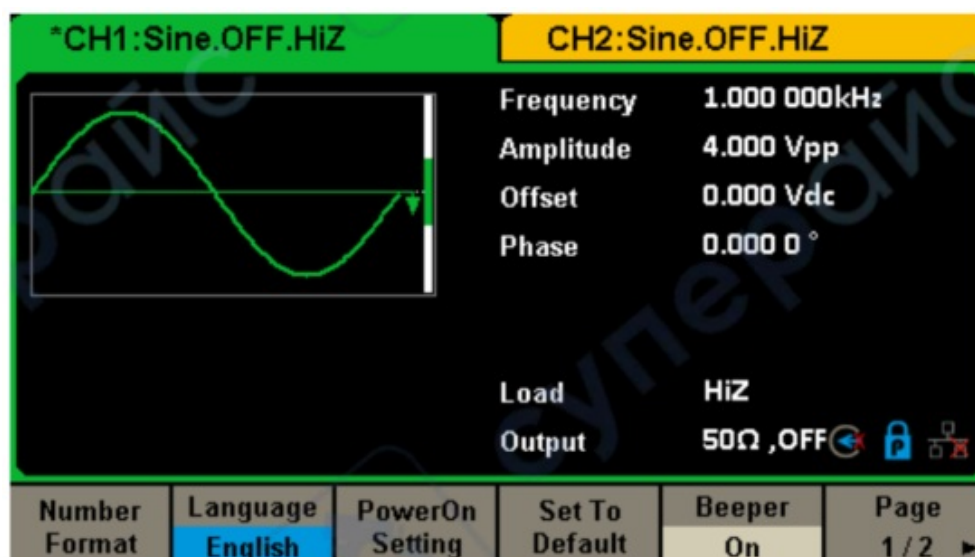 *CH1:Sine.OFF.HiZ
CH2:Sine.OFF.HiZ
Frequency 1.000 000kHz
Amplitude 4.000 Vpp
Offset 0.000 Vdc
Phase 0.000 0 °
Load HiZ
Output 50Ω ,OFF
P
Number Format
Language English
PowerOn Setting
Set To Default
Beeper On
Page 1 / 2
супрайс